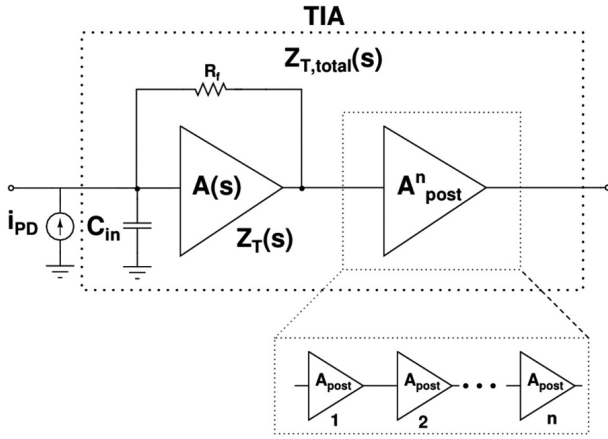 TIA
Z_T,total(s)
R_f
A(s)
A^n_post
i_PD
C_in
Z_T(s)
A_post A_post • • • A_post
1 2 n